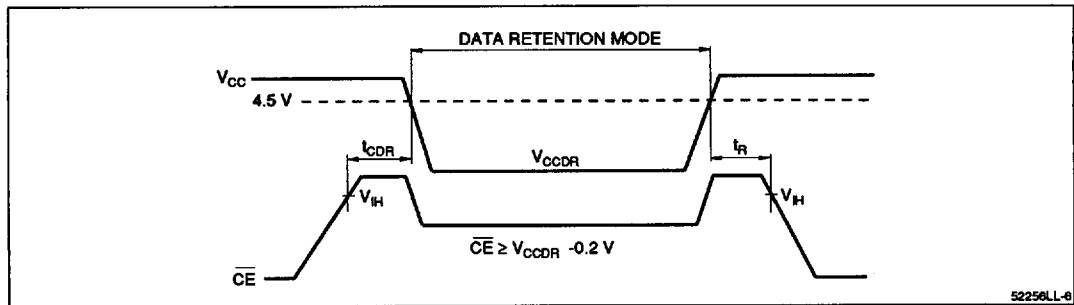 DATA RETENTION MODE
VCC
4.5 V
tCDR
VCCDR
tR
VIH
VIH
CE ≥ VCCDR -0.2 V
CE
52256LL-6